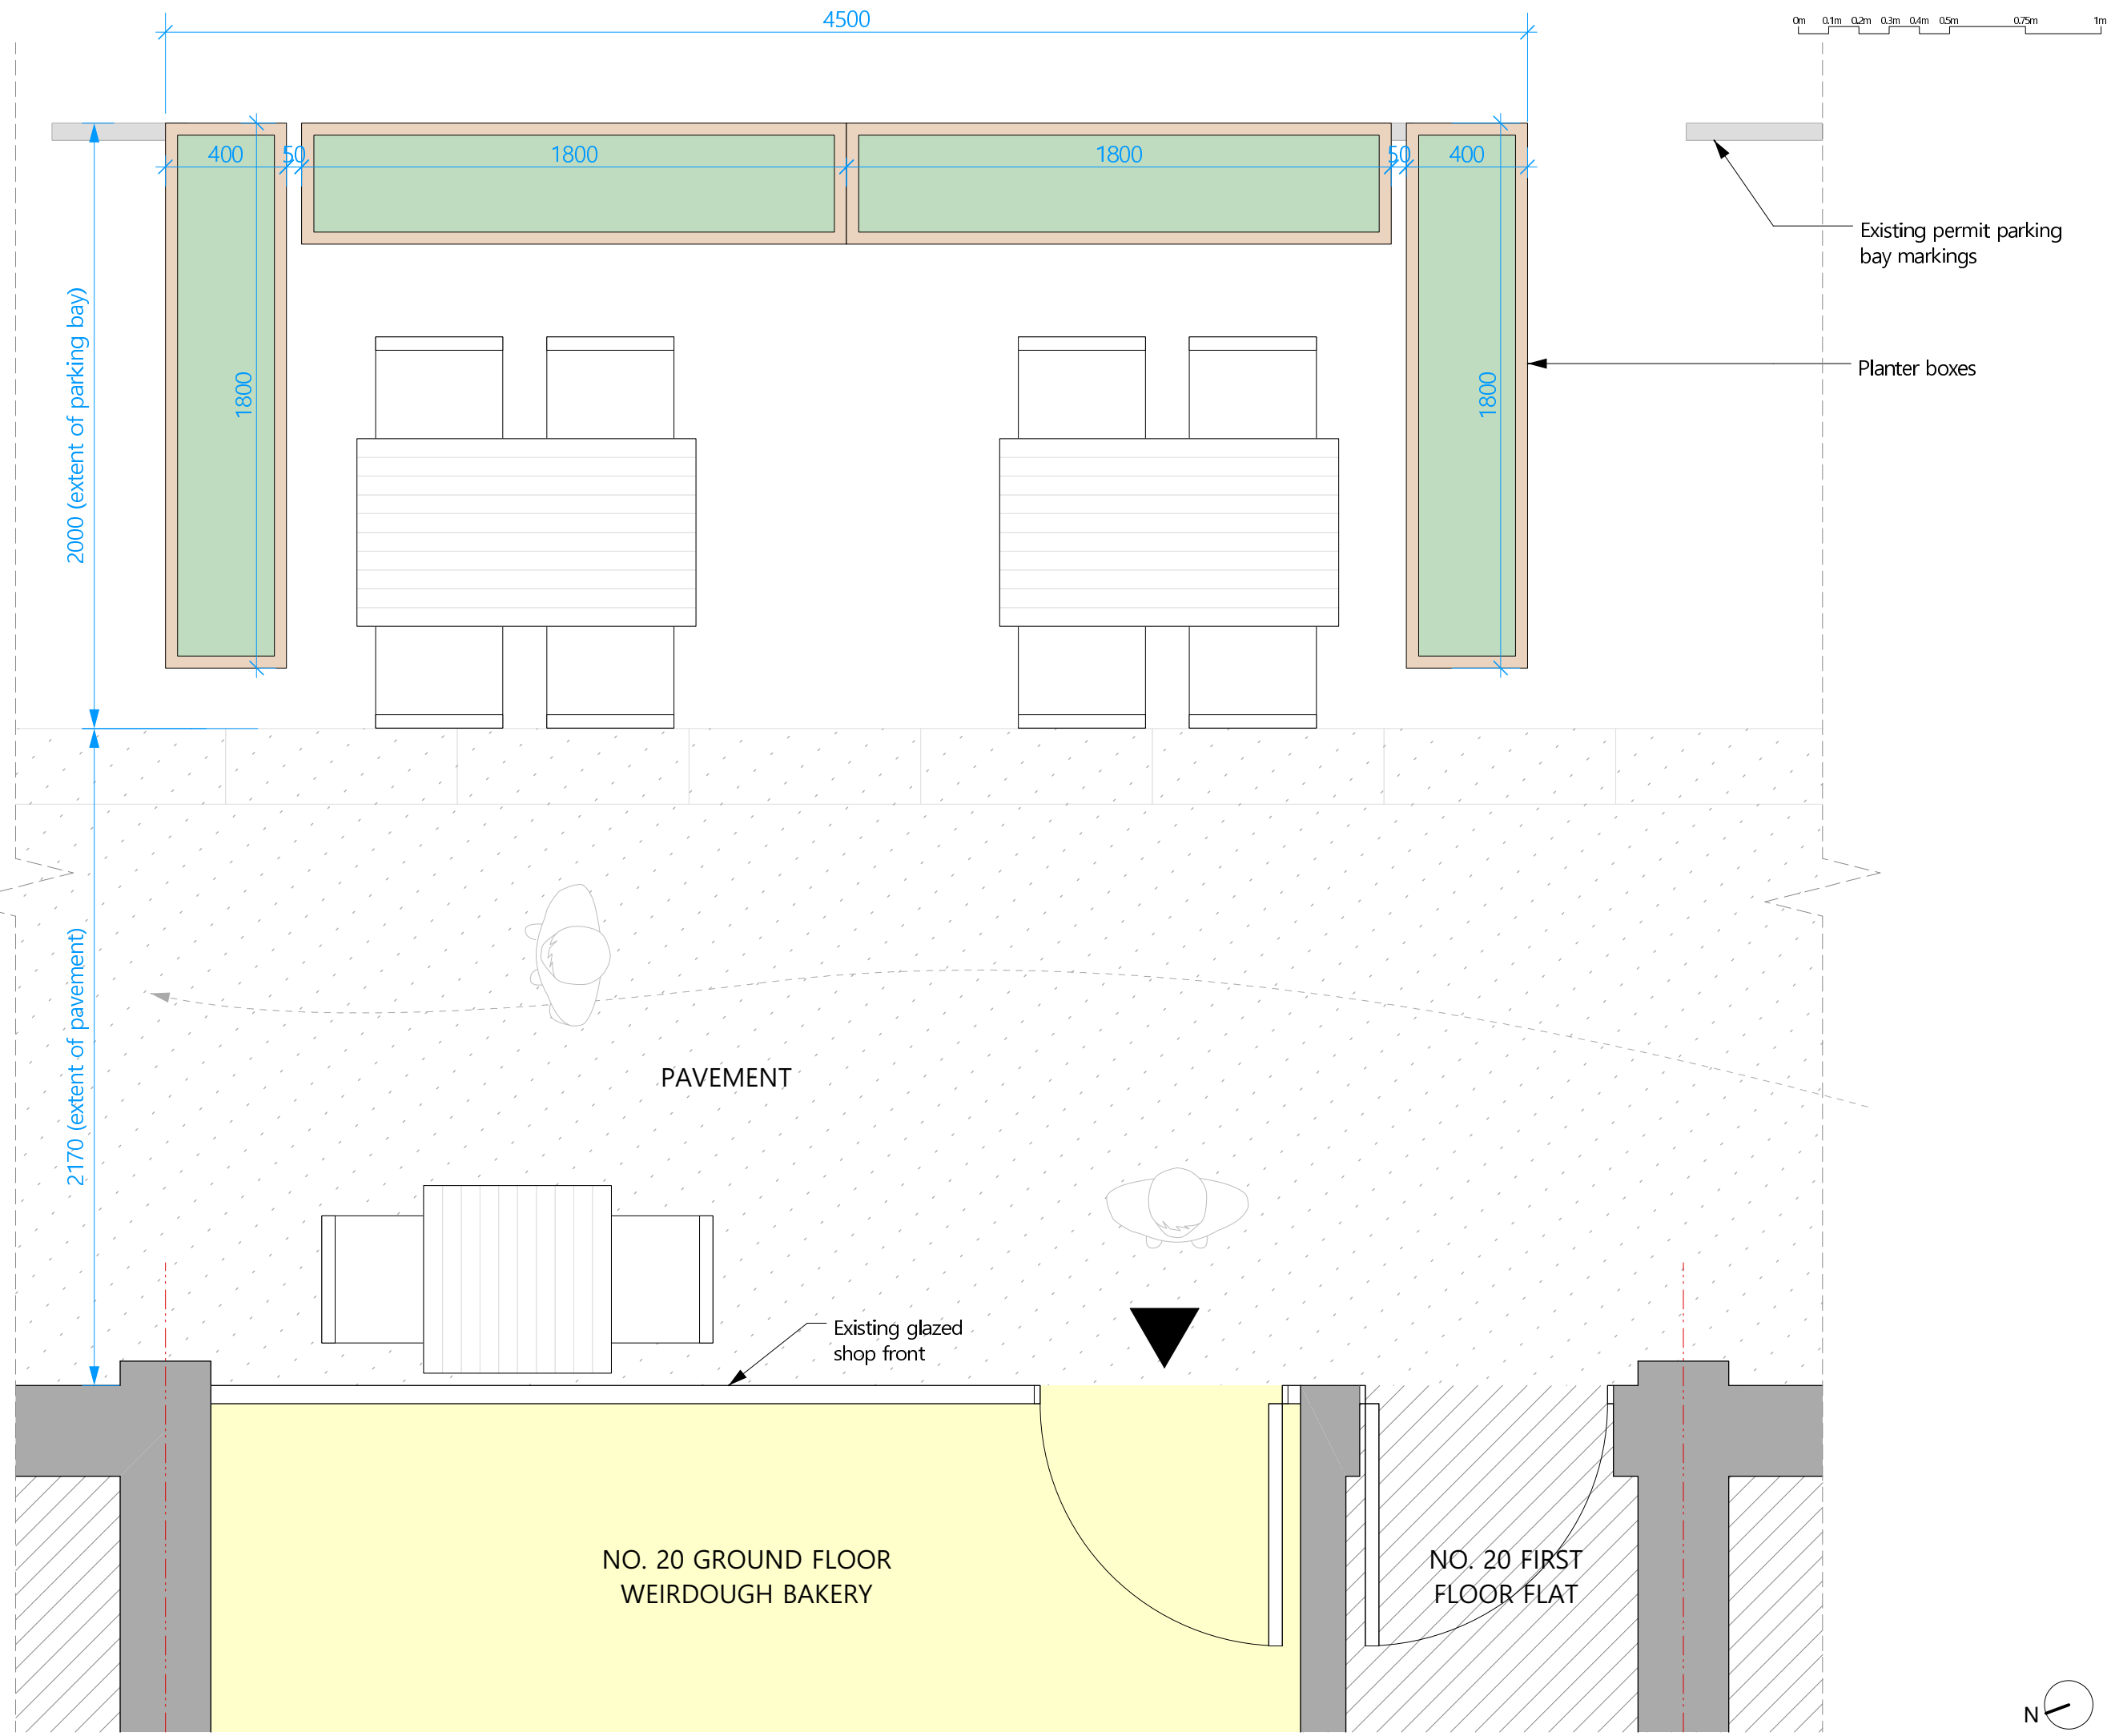 4500
0m 0.1m 0.2m 0.3m 0.4m 0.5m 0.75m 1m
400 50 1800 1800 50 400
Existing permit parking
bay markings
2000 (extent of parking bay)
1800
1800
Planter boxes
2170 (extent of pavement)
PAVEMENT
Existing glazed
shop front
NO. 20 GROUND FLOOR
WEIRDOUGH BAKERY
NO. 20 FIRST
FLOOR FLAT
N